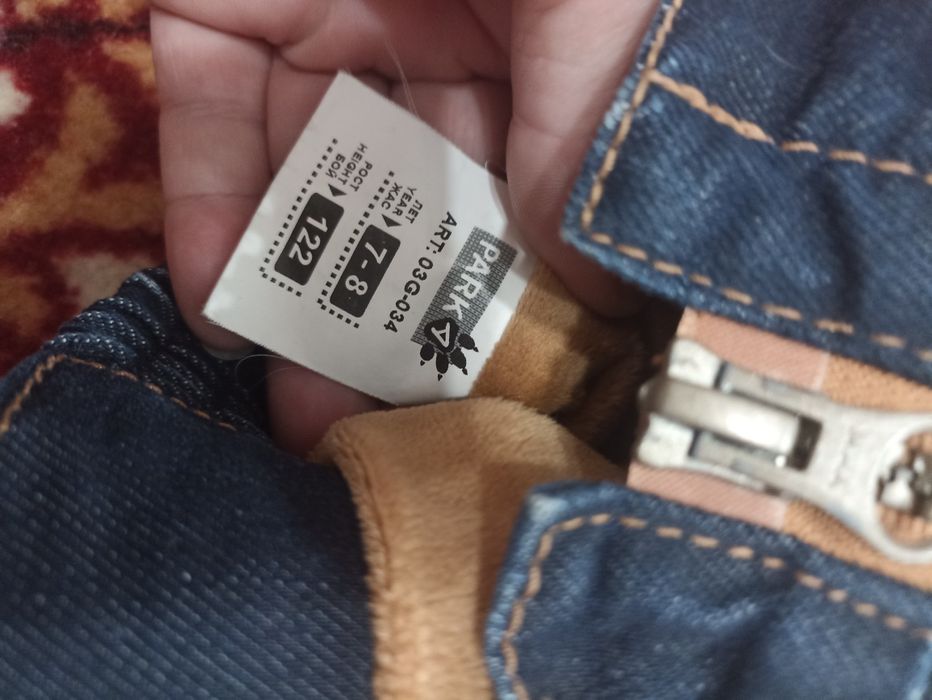 PARK
ART: 03G-034
ЛЕТ
YEAR
ЖАС
7-8
РОСТ
HEIGHT
БОЙ
122